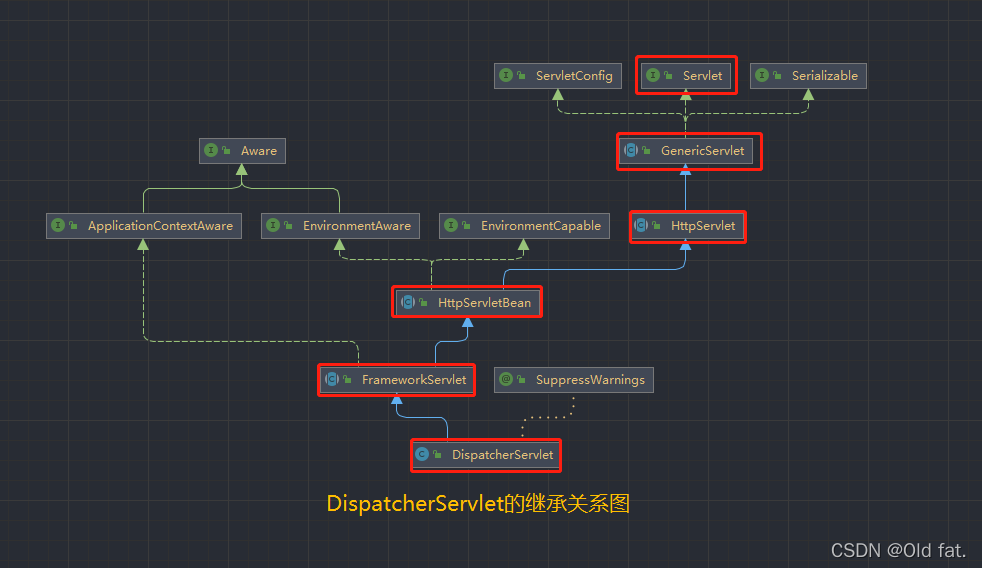 ServletConfig
Servlet
Serializable
Aware
GenericServlet
ApplicationContextAware
EnvironmentAware
EnvironmentCapable
HttpServlet
HttpServletBean
FrameworkServlet
SuppressWarnings
DispatcherServlet
DispatcherServlet的继承关系图
CSDN @Old fat.